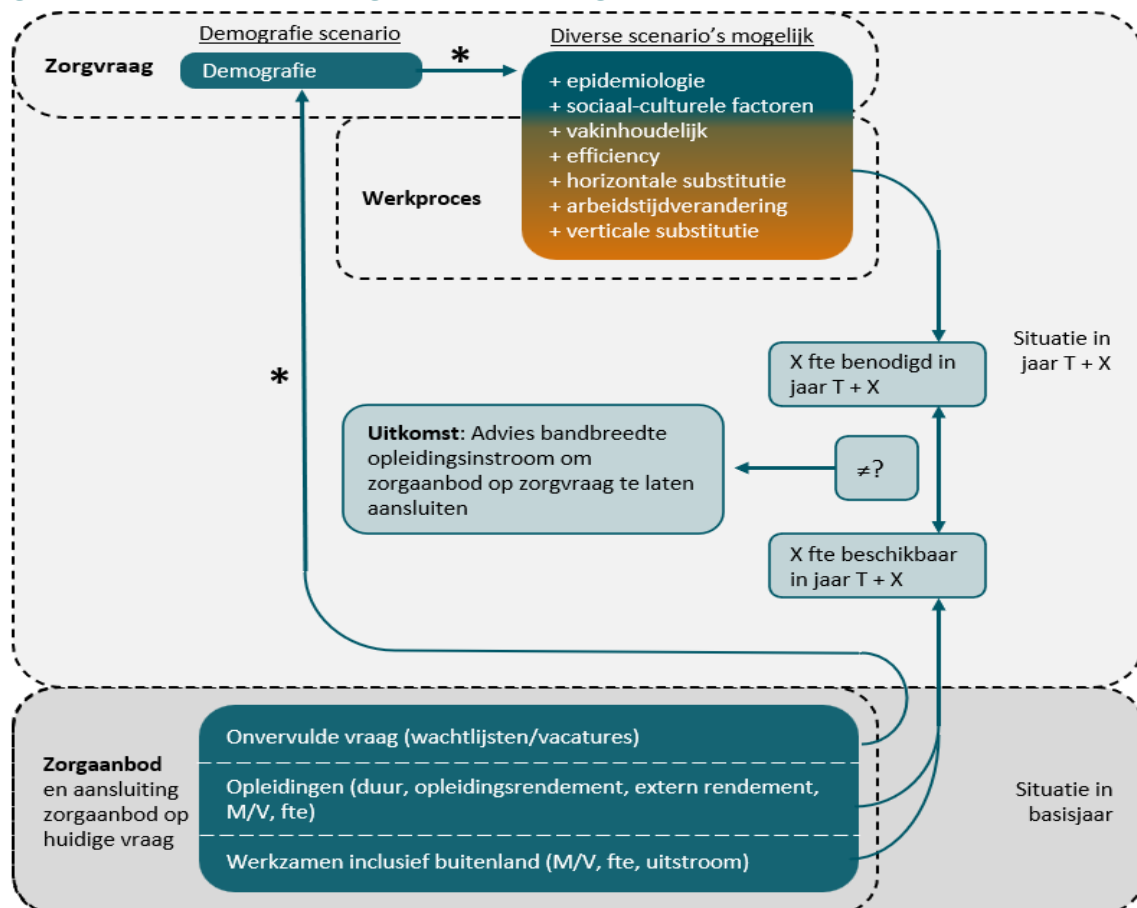 Demografie scenario
Diverse scenario's mogelijk
Zorgvraag
Demografie
*
+ epidemiologie
+ sociaal-culturele factoren
+ vakinhoudelijk
+ efficiency
+ horizontale substitutie
+ arbeidstijdverandering
+ verticale substitutie
Werkproces
Situatie in
jaar T + X
X fte benodigd in
jaar T + X
*
Uitkomst: Advies bandbreedte
opleidingsinstroom om
zorgaanbod op zorgvraag te laten
aansluiten
≠?
X fte beschikbaar
in jaar T + X
Zorgaanbod
en aansluiting
zorgaanbod op
huidige vraag
Onvervulde vraag (wachtlijsten/vacatures)
Opleidingen (duur, opleidingsrendement, extern rendement,
M/V, fte)
Werkzamen inclusief buitenland (M/V, fte, uitstroom)
Situatie in
basisjaar